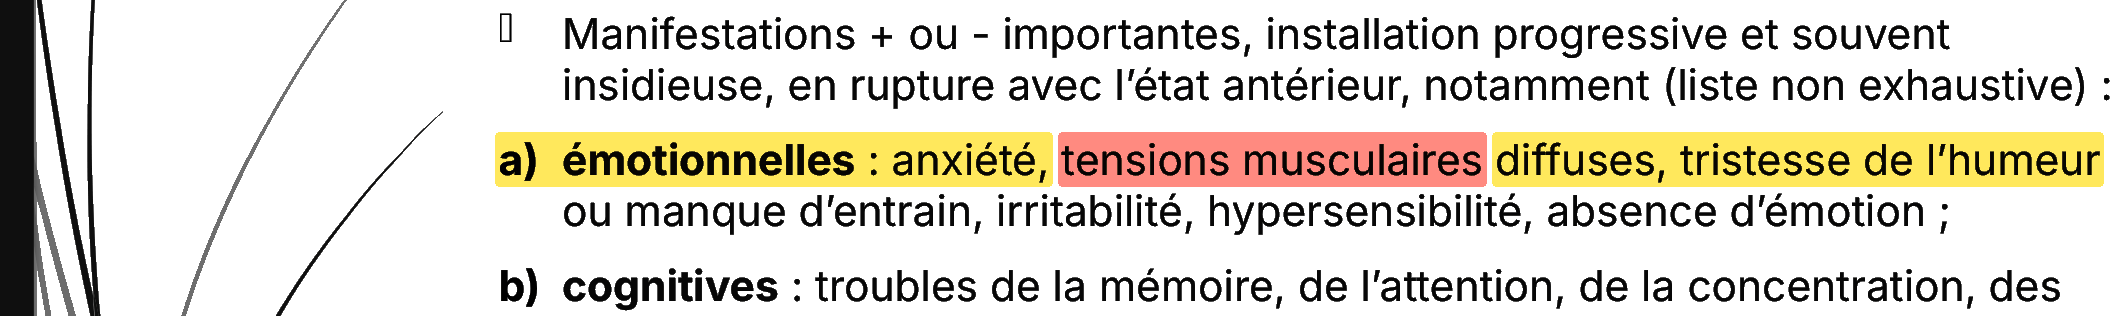 Manifestations + ou - importantes, installation progressive et souvent
insidieuse, en rupture avec l’état antérieur, notamment (liste non exhaustive) :
a) émotionnelles : anxiété, tensions musculaires diffuses, tristesse de l’humeur
ou manque d’entrain, irritabilité, hypersensibilité, absence d’émotion ;
b) cognitives : troubles de la mémoire, de l’attention, de la concentration, des